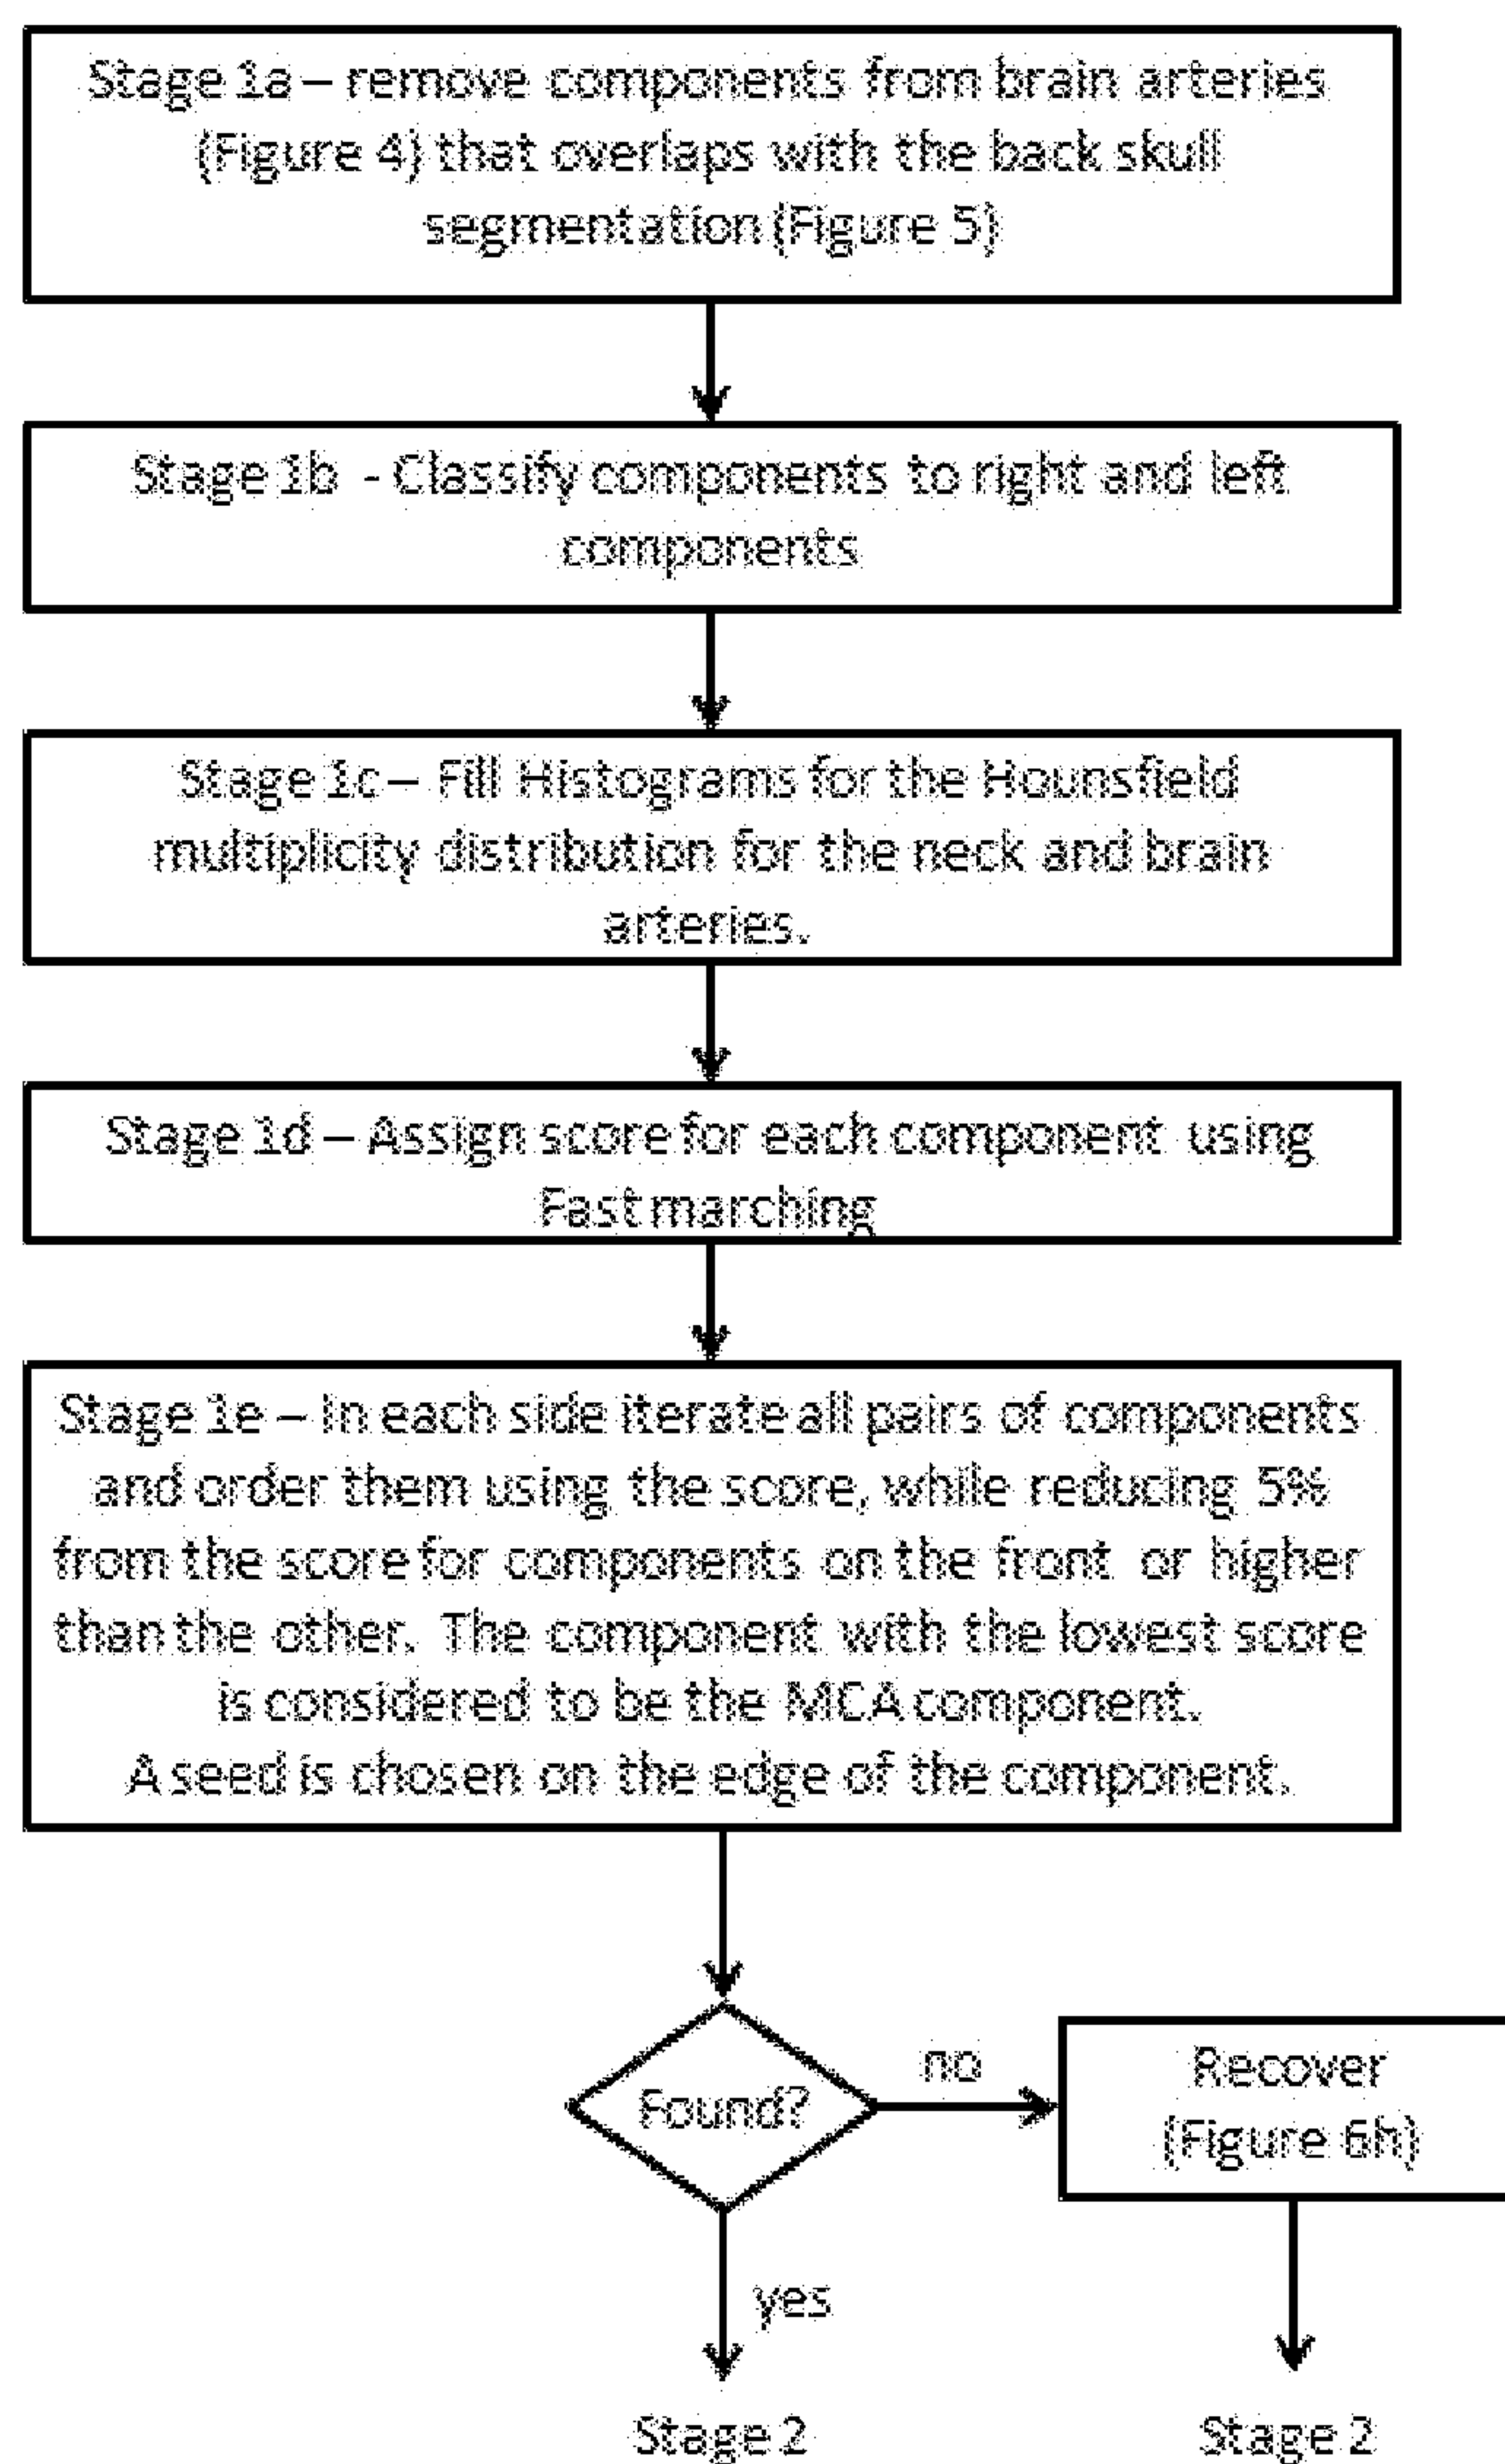 Stage 1a – remove components from brain arteries
(Figure 4) that overlaps with the back skull
segmentation (Figure 5)
Stage 1b - Classify components to right and left
components
Stage 1c – Fill Histograms for the Hounsfield
multiplicity distribution for the neck and brain
arteries.
Stage 1d – Assign score for each component using
Fast marching
Stage 1e – In each side iterate all pairs of components
and order them using the score, while reducing 5%
from the score for components on the front or higher
than the other. The component with the lowest score
is considered to be the MCA component.
A seed is chosen on the edge of the component.
Found?
no
Recover
(Figure 6h)
yes
Stage 2
Stage 2